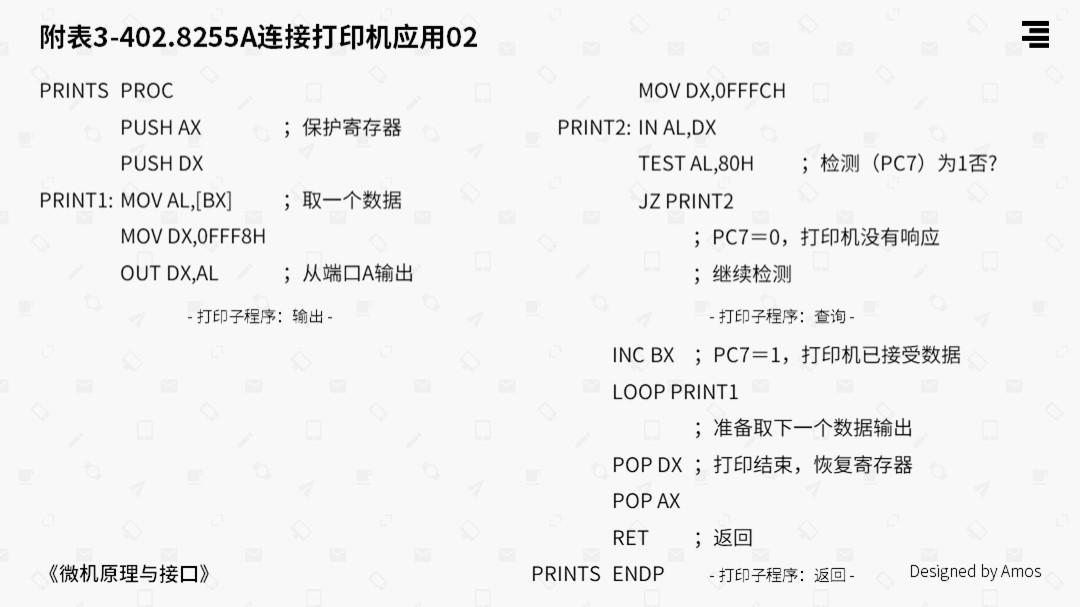 附表3-402.8255A连接打印机应用02
PRINTS PROC
PUSH AX ；保护寄存器
PUSH DX
PRINT1: MOV AL,[BX] ；取一个数据
MOV DX,0FFF8H
OUT DX,AL ；从端口A输出
- 打印子程序：输出 -
MOV DX,0FFFCH
PRINT2: IN AL,DX
TEST AL,80H ；检测（PC7）为1否?
JZ PRINT2
；PC7＝0，打印机没有响应
；继续检测
- 打印子程序：查询 -
INC BX ；PC7＝1，打印机已接受数据
LOOP PRINT1
；准备取下一个数据输出
POP DX ；打印结束，恢复寄存器
POP AX
RET ；返回
PRINTS ENDP
- 打印子程序：返回 -
《微机原理与接口》
Designed by Amos